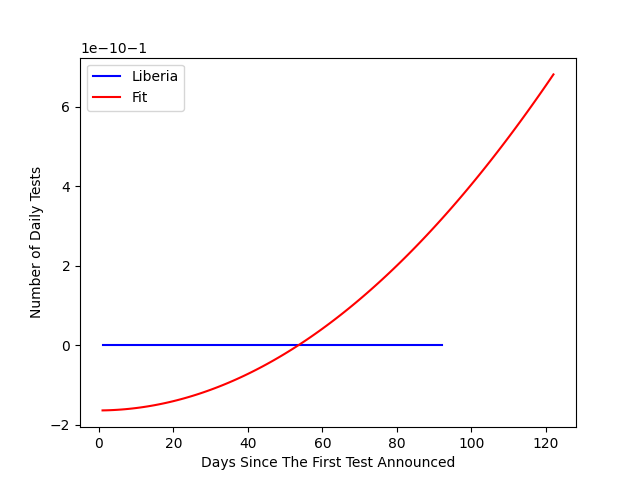 1e−10−1
Liberia
Fit
6
4
2
0
−2
0 20 40 60 80 100 120
Number of Daily Tests
Days Since The First Test Announced